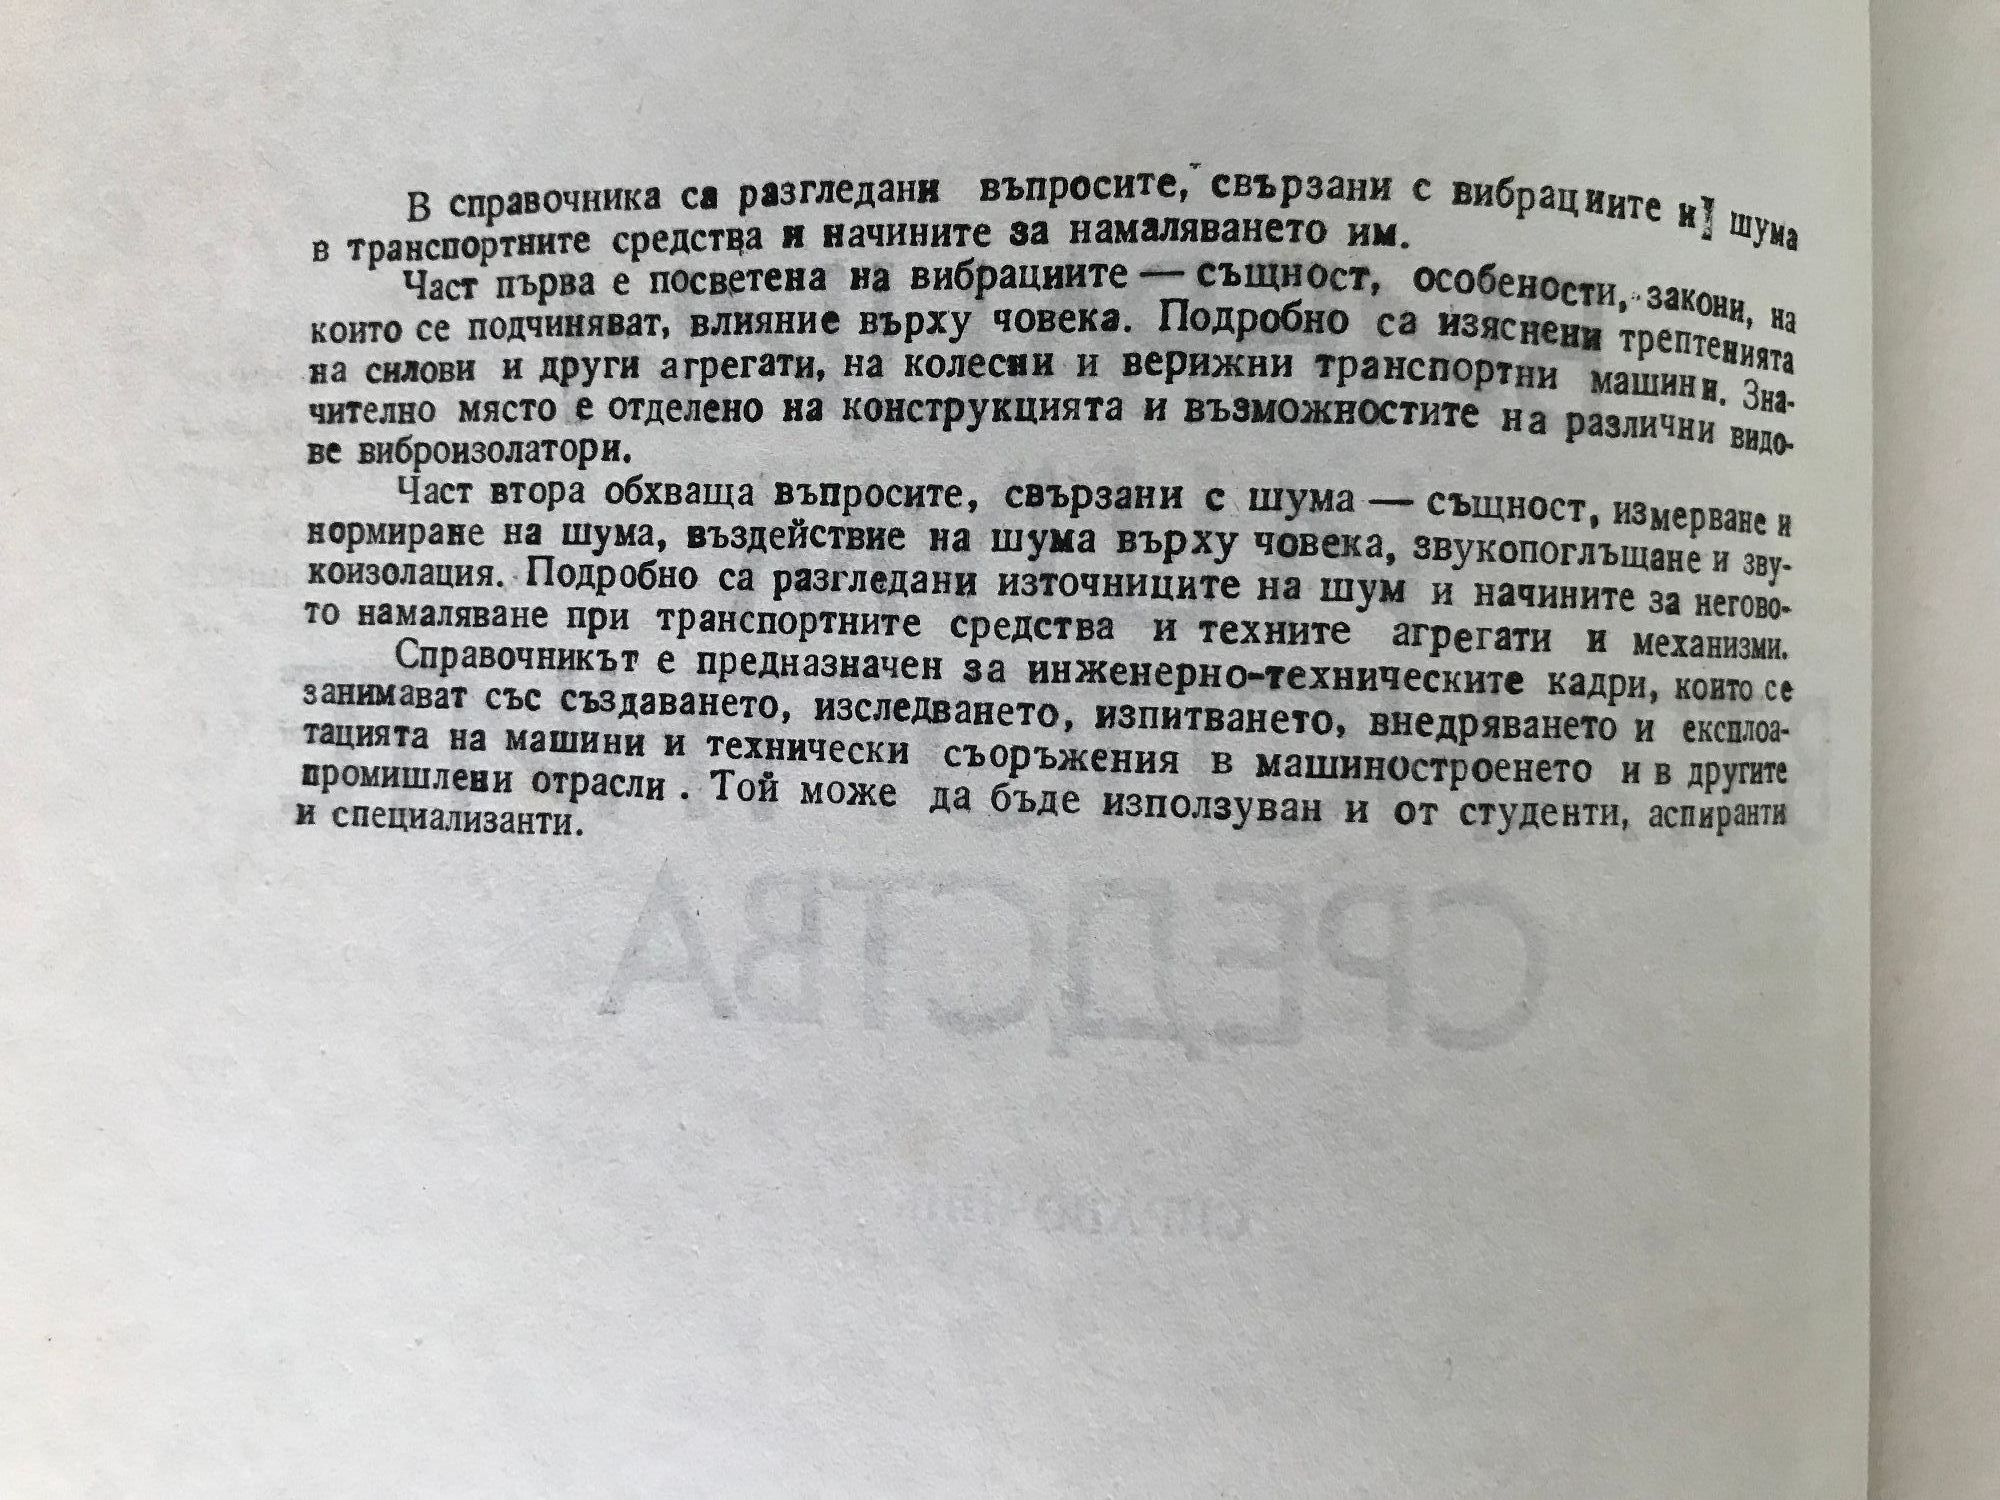 В справочника са разгледани въпросите, свързани с вибрациите и шума
в транспортните средства и начините за намаляването им.
Част първа е посветена на вибрациите — същност, особености, закони, на
които се подчиняват, влияние върху човека. Подробно са изяснени трептенията
на силови и други агрегати, на колесни и верижни транспортни машини. Зна-
чително място е отделено на конструкцията и възможностите на различни видо-
ве виброизолатори.
Част втора обхваща въпросите, свързани с шума — същност, измерване и
нормиране на шума, въздействие на шума върху човека, звукопоглъщане и зву-
коизолация. Подробно са разгледани източниците на шум и начините за негово-
то намаляване при транспортните средства и техните агрегати и механизми.
Справочникът е предназначен за инженерно-техническите кадри, които се
занимават със създаването, изследването, изпитването, внедряването и експлоа-
тацията на машини и технически съоръжения в машиностроенето и в другите
промишлени отрасли. Той може да бъде използуван и от студенти, аспиранти
и специализанти.
СРЕДСТВА